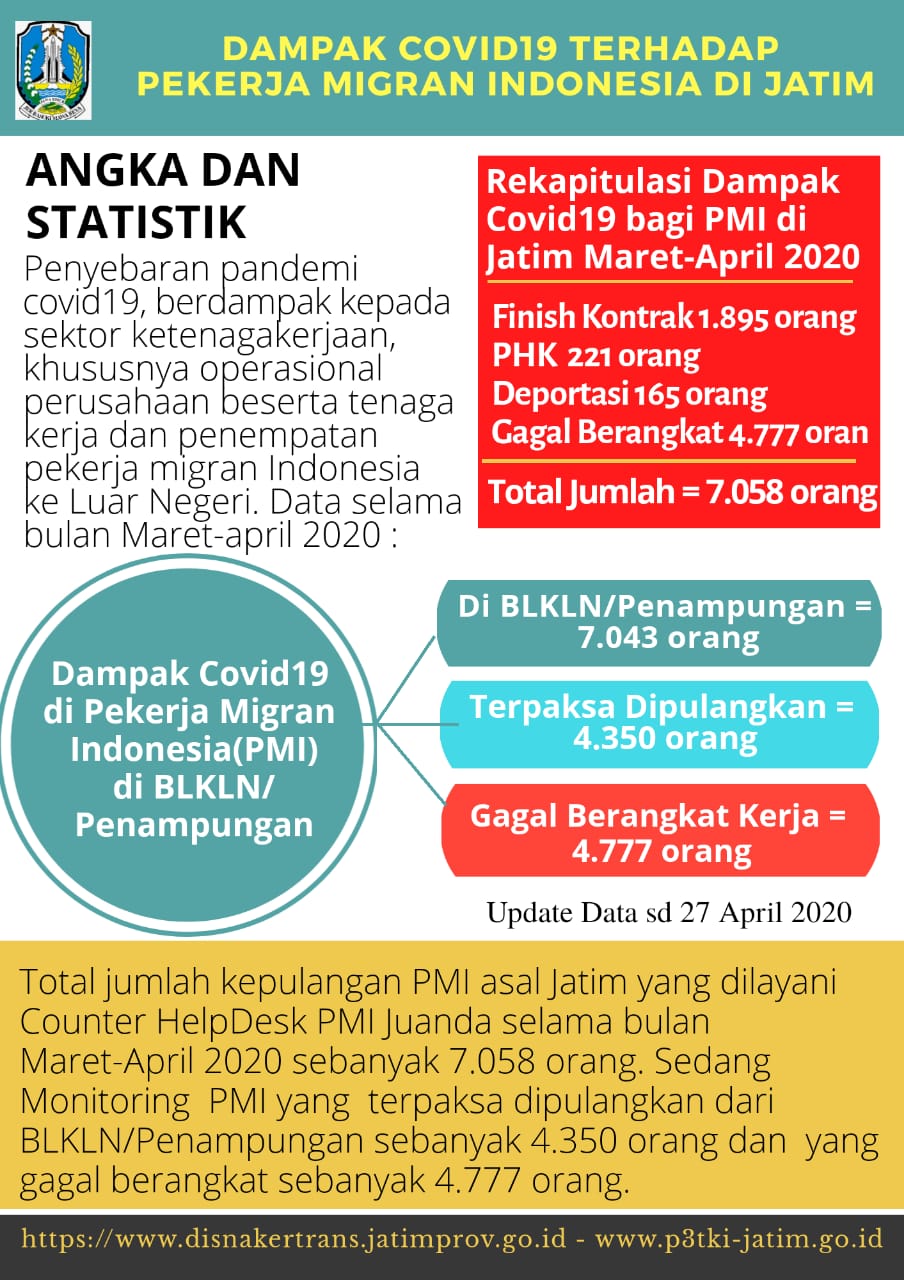 DAMPAK COVID19 TERHADAP
PEKERJA MIGRAN INDONESIA DI JATIM
ANGKA DAN
STATISTIK
Penyebaran pandemi
covid19, berdampak kepada
sektor ketenagakerjaan,
khususnya operasional
perusahaan beserta tenaga
kerja dan penempatan
pekerja migran Indonesia
ke Luar Negeri. Data selama
bulan Maret-april 2020 :
Rekapitulasi Dampak
Covid19 bagi PMI di
Jatim Maret-April 2020
Finish Kontrak 1.895 orang
PHK 221 orang
Deportasi 165 orang
Gagal Berangkat 4.777 oran
Total Jumlah = 7.058 orang
Dampak Covid19
di Pekerja Migran
Indonesia(PMI)
di BLKLN/
Penampungan
Di BLKLN/Penampungan =
7.043 orang
Terpaksa Dipulangkan =
4.350 orang
Gagal Berangkat Kerja =
4.777 orang
Update Data sd 27 April 2020
Total jumlah kepulangan PMI asal Jatim yang dilayani
Counter HelpDesk PMI Juanda selama bulan
Maret-April 2020 sebanyak 7.058 orang. Sedang
Monitoring PMI yang terpaksa dipulangkan dari
BLKLN/Penampungan sebanyak 4.350 orang dan yang
gagal berangkat sebanyak 4.777 orang.
https://www.disnakertrans.jatimprov.go.id - www.p3tki-jatim.go.id